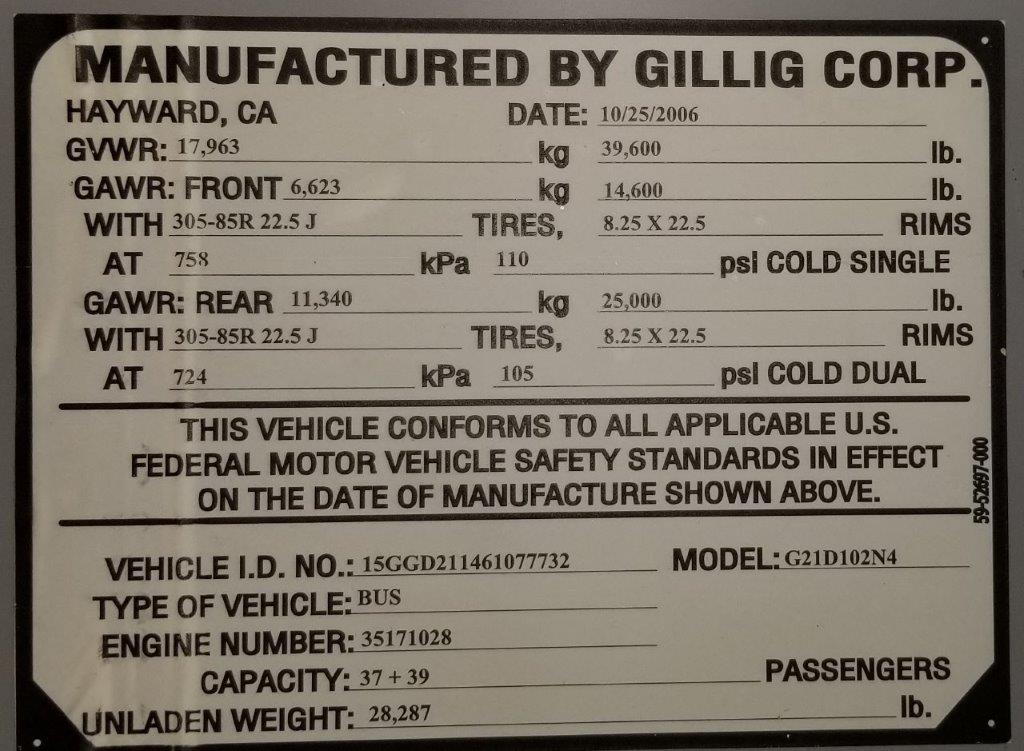 MANUFACTURED BY GILLIG CORP.
HAYWARD, CA DATE: 10/25/2006
GVWR: 17,963 kg 39,600 lb.
GAWR: FRONT 6,623 kg 14,600 lb.
WITH 305-85R 22.5 J TIRES, 8.25 X 22.5 RIMS
AT 758 kPa 110 psi COLD SINGLE
GAWR: REAR 11,340 kg 25,000 lb.
WITH 305-85R 22.5 J TIRES, 8.25 X 22.5 RIMS
AT 724 kPa 105 psi COLD DUAL
THIS VEHICLE CONFORMS TO ALL APPLICABLE U.S.
FEDERAL MOTOR VEHICLE SAFETY STANDARDS IN EFFECT
ON THE DATE OF MANUFACTURE SHOWN ABOVE.
59-52697-000
VEHICLE I.D. NO.: 15GGD211461077732 MODEL: G21D102N4
TYPE OF VEHICLE: BUS
ENGINE NUMBER: 35171028
CAPACITY: 37 + 39 PASSENGERS
UNLADEN WEIGHT: 28,287 lb.